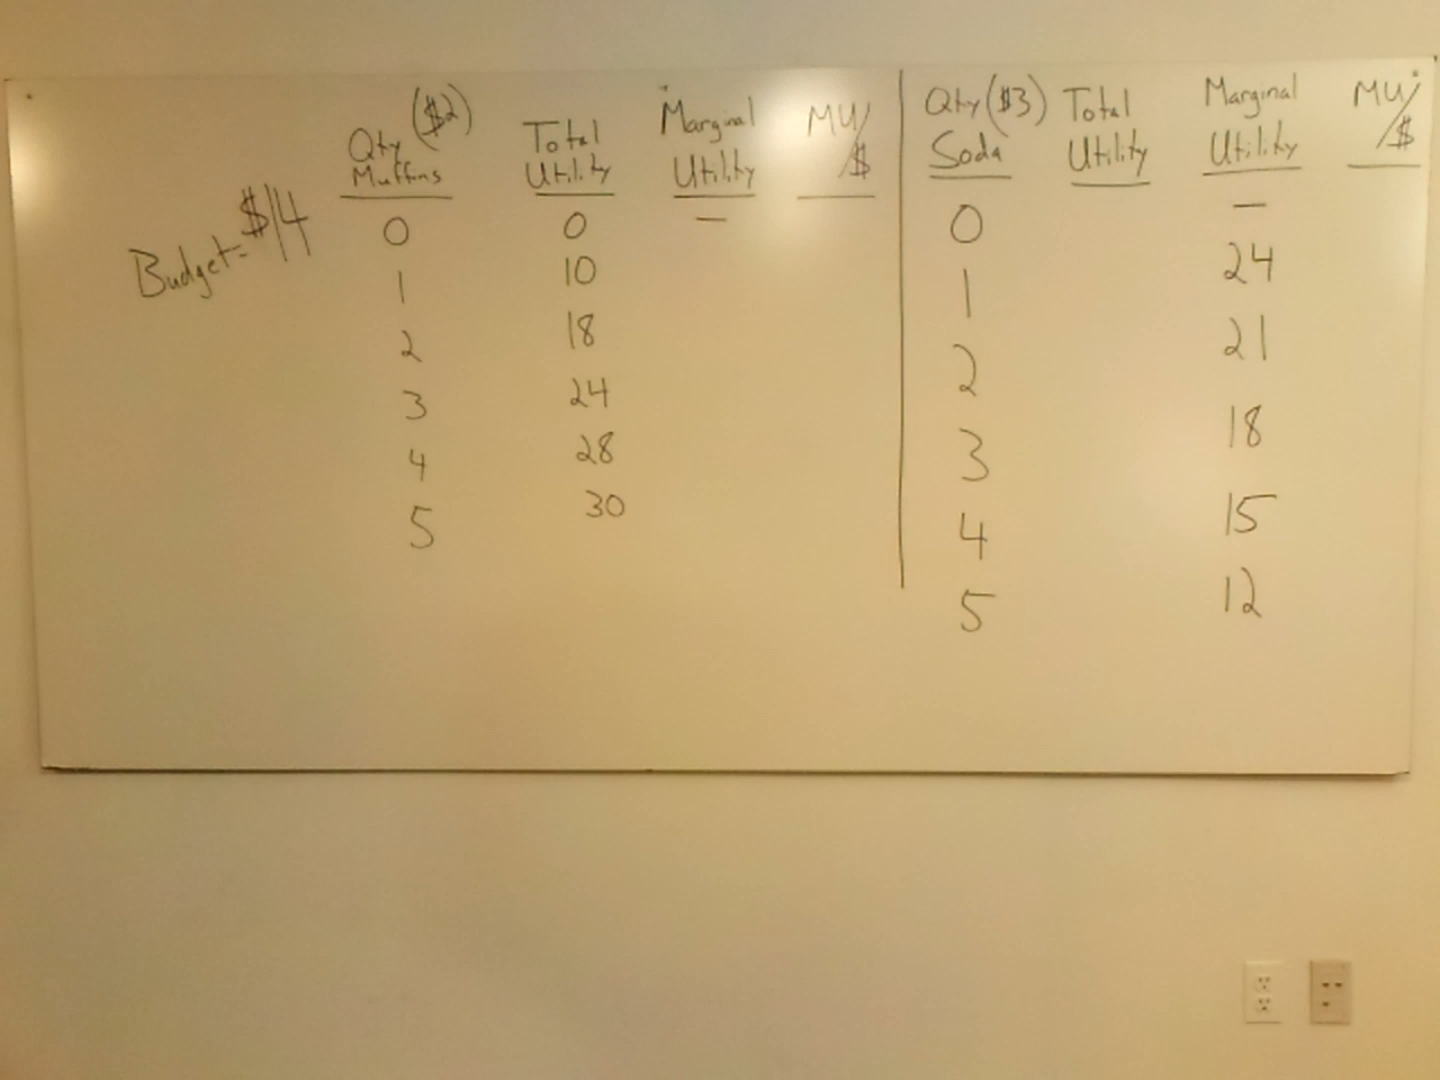 Budget = $14
Qty ($2) Muffins Total Utility Marginal Utility MU/$ Qty ($3) Soda Total Utility Marginal Utility MU/$
0 0 — 0 —
1 10 1 24
2 18 2 21
3 24 3 18
4 28 4 15
5 30 5 12